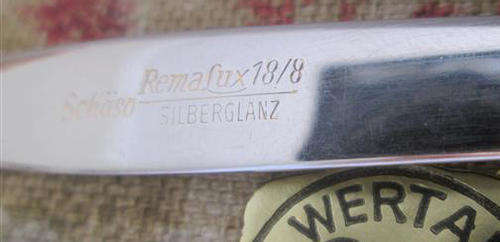 Schöso RemaLux 18/8
SILBERGLANZ
WERTA